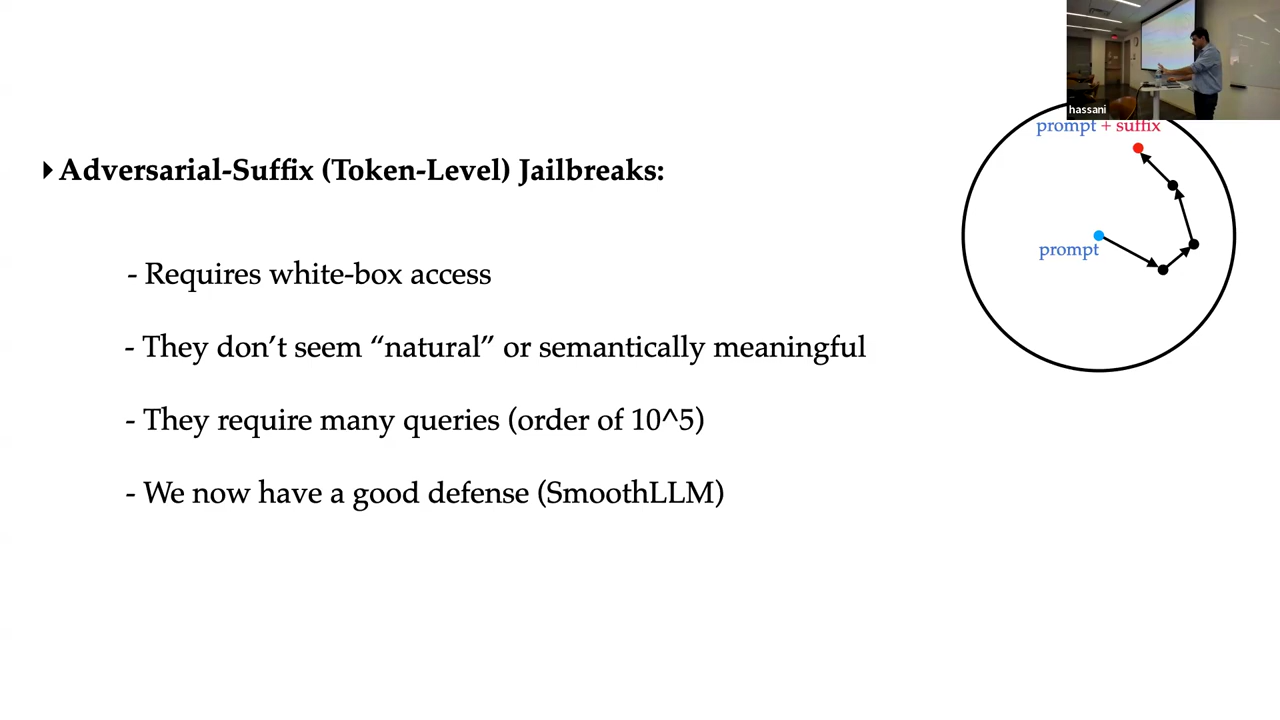 hassani
prompt + suffix
‣ Adversarial-Suffix (Token-Level) Jailbreaks:
prompt
- Requires white-box access
- They don’t seem “natural” or semantically meaningful
- They require many queries (order of 10^5)
- We now have a good defense (SmoothLLM)